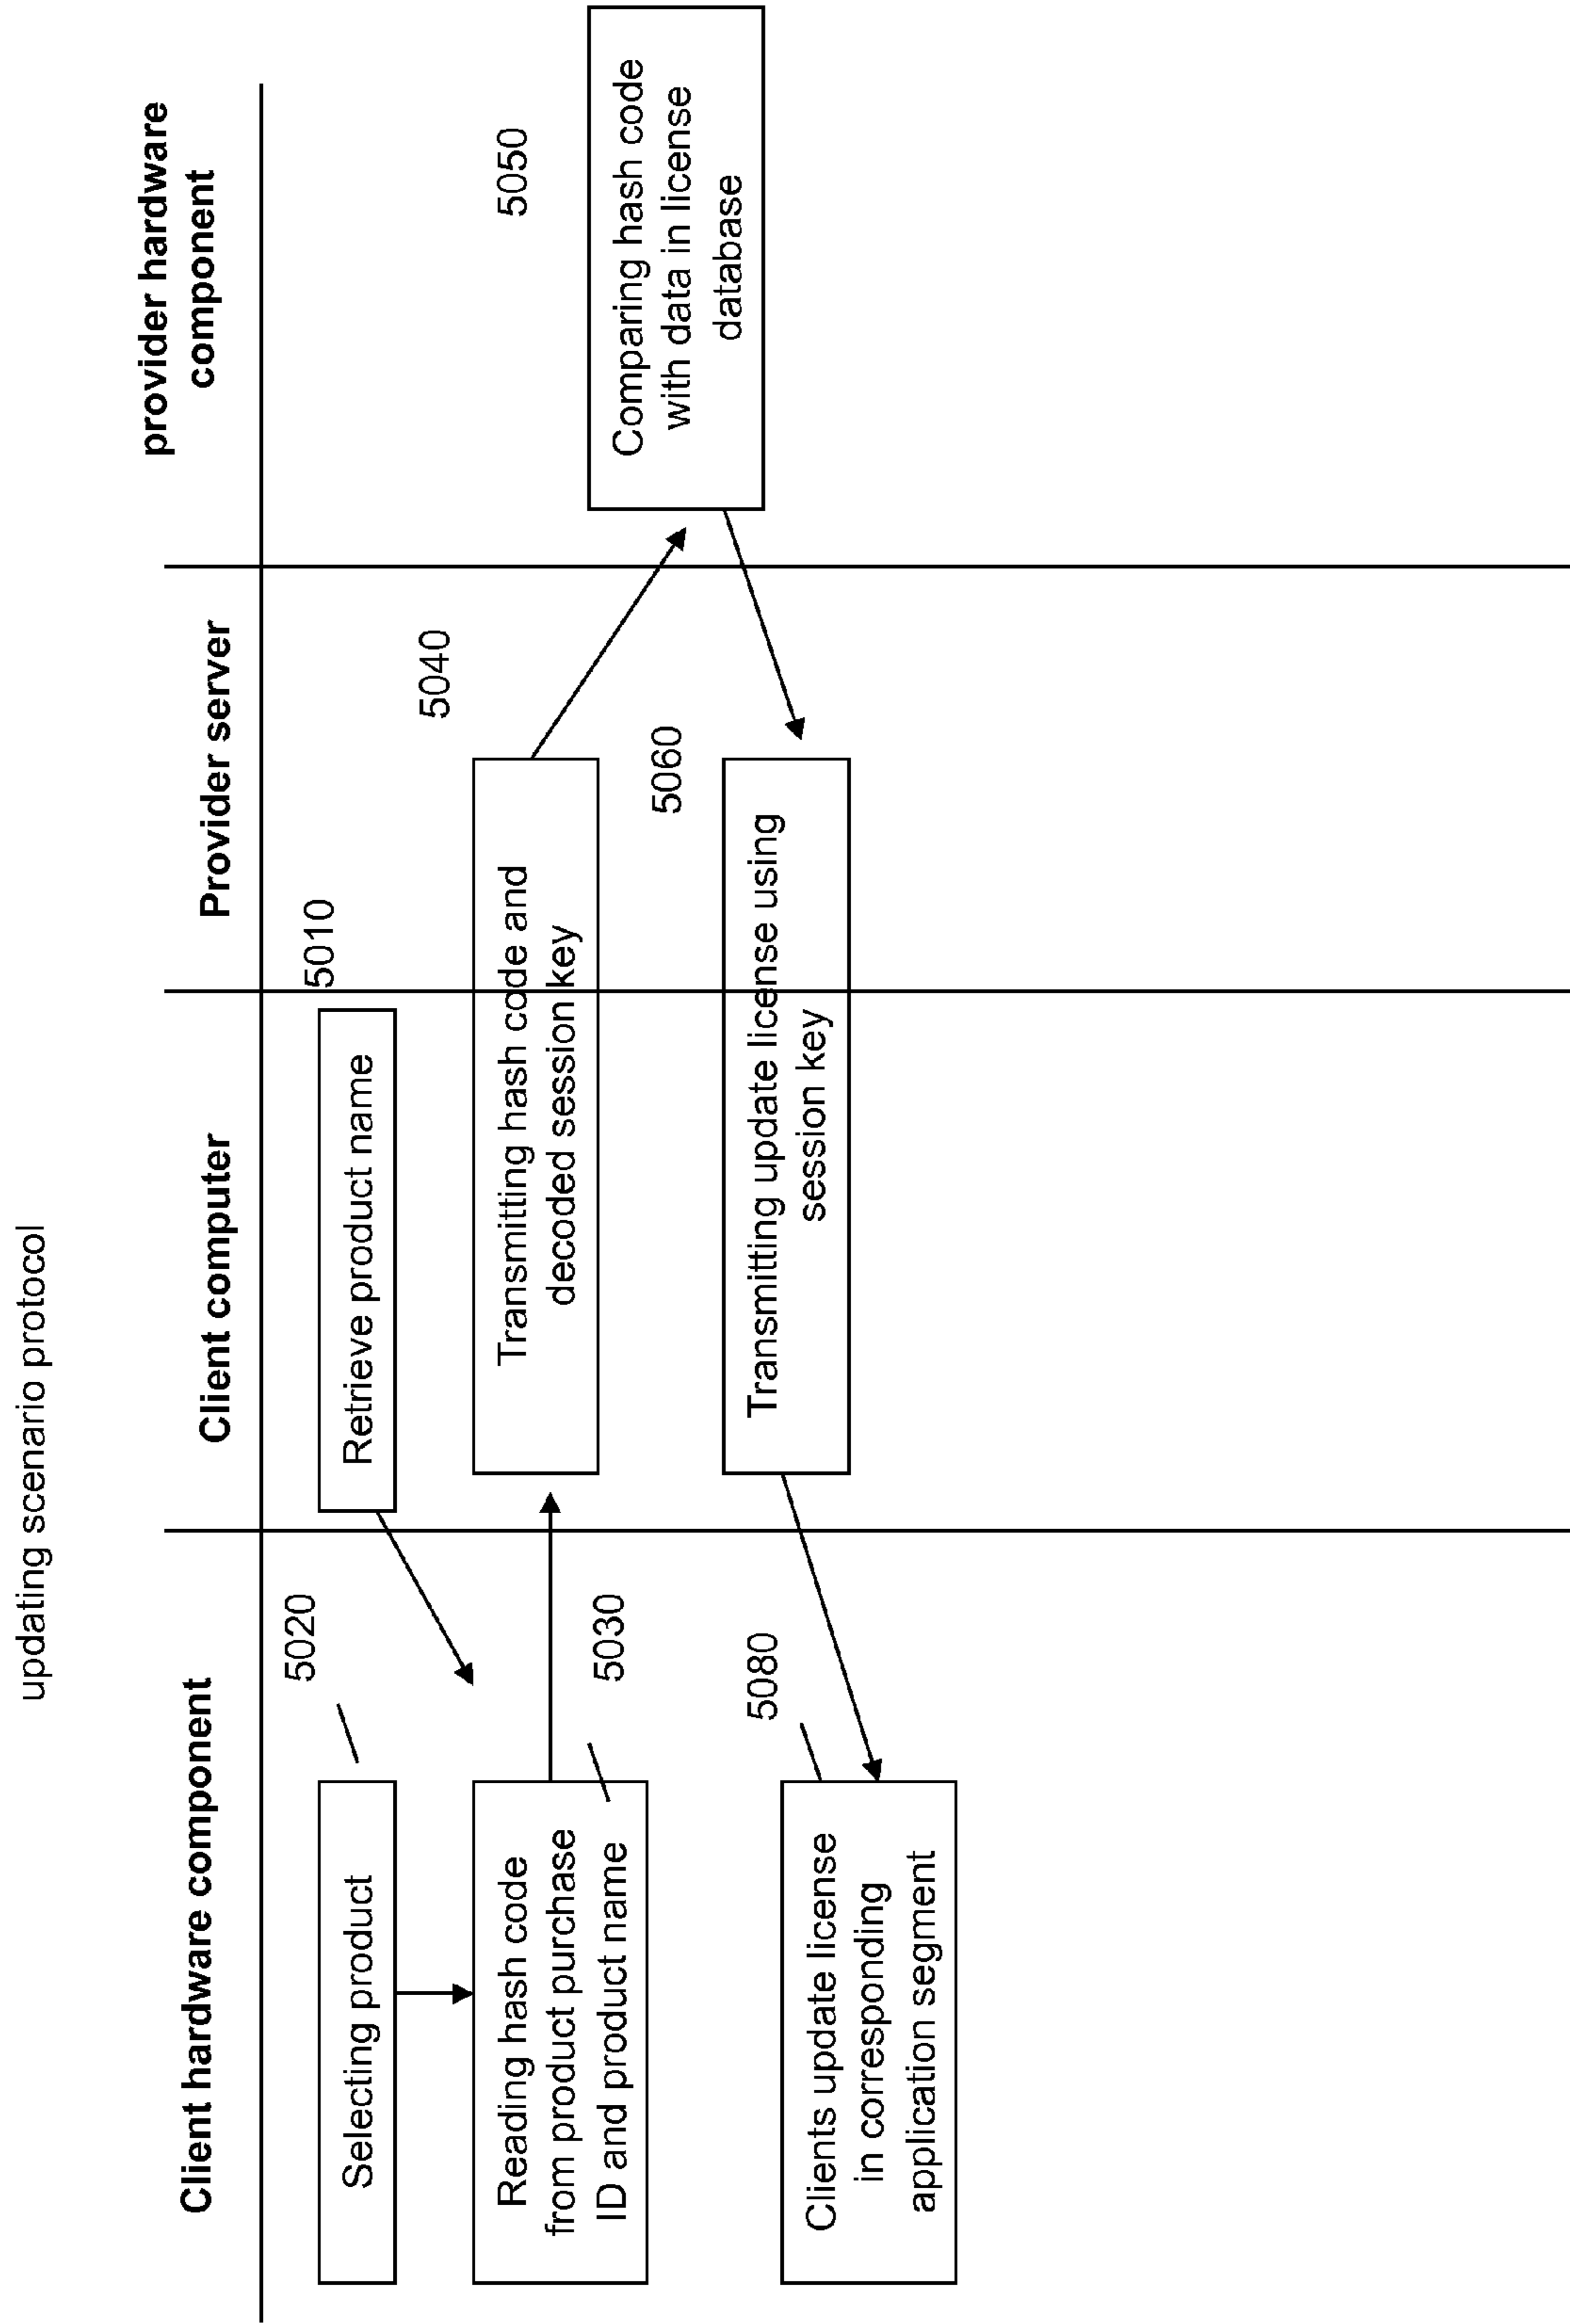 updating scenario protocol
Client hardware component
Client computer
Provider server
provider hardware
component
5010
Retrieve product name
5020
Selecting product
5030
Reading hash code
from product purchase
ID and product name
5040
Transmitting hash code and
decoded session key
5050
Comparing hash code
with data in license
database
5060
Transmitting update license using
session key
5080
Clients update license
in corresponding
application segment